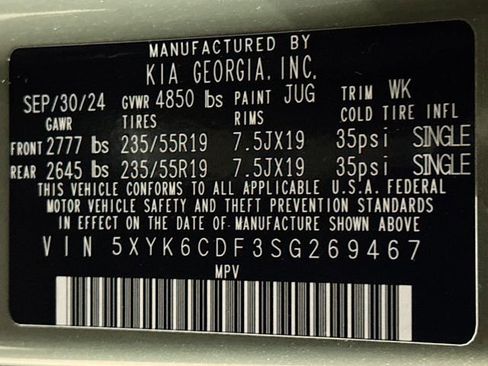 MANUFACTURED BY
KIA GEORGIA, INC.
SEP/30/24 GVWR 4850 lbs PAINT JUG TRIM WK
GAWR TIRES RIMS COLD TIRE INFL
FRONT 2777 lbs 235/55R19 7.5JX19 35psi SINGLE
REAR 2645 lbs 235/55R19 7.5JX19 35psi SINGLE
THIS VEHICLE CONFORMS TO ALL APPLICABLE U.S.A. FEDERAL
MOTOR VEHICLE SAFETY AND THEFT PREVENTION STANDARDS
IN EFFECT ON THE DATE OF MANUFACTURE SHOWN ABOVE
VIN 5XYK6CDF3SG269467
MPV